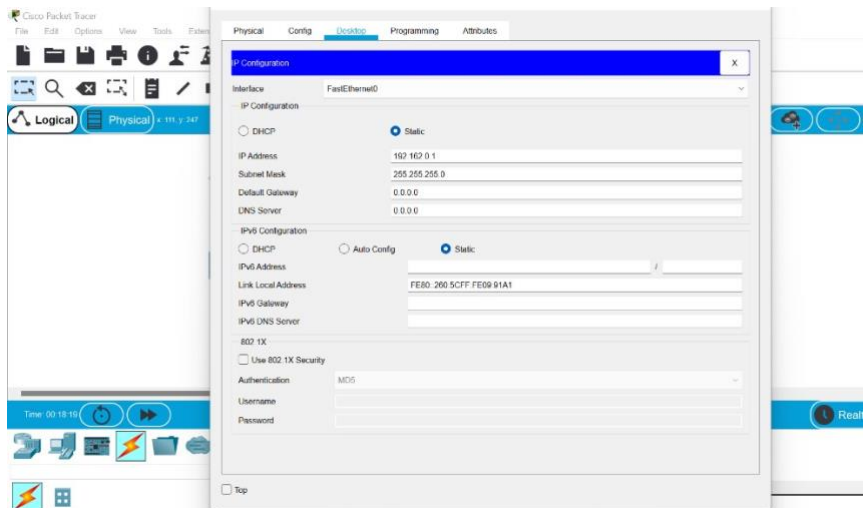 Cisco Packet Tracer
File Edit Options View Tools Exten
Physical Config Desktop Programming Attributes
IP Configuration X
Interface FastEthernet0
IP Configuration
DHCP Static
IP Address 192.162.0.1
Subnet Mask 255.255.255.0
Default Gateway 0.0.0.0
DNS Server 0.0.0.0
IPv6 Configuration
DHCP Auto Config Static
IPv6 Address /
Link Local Address FE80::260:5CFF:FE09:91A1
IPv6 Gateway
IPv6 DNS Server
802.1X
Use 802.1X Security
Authentication MD5
Username
Password
Top
Logical Physical x: 111, y: 247
Time: 00:18:19 Realt